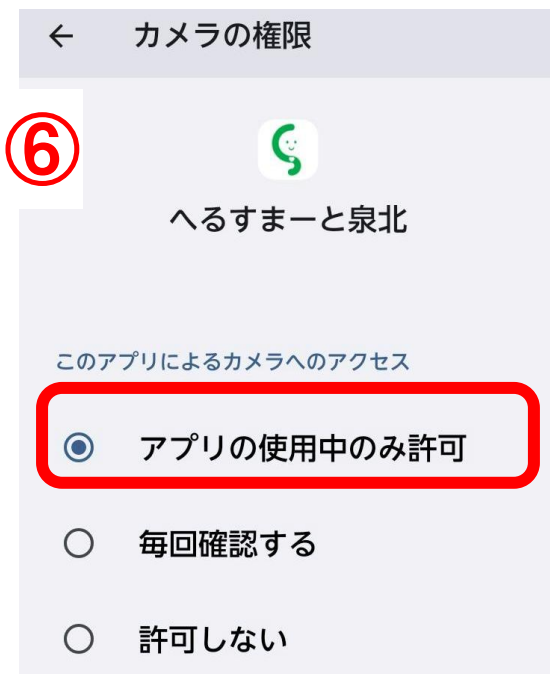 ← カメラの権限
⑥
へるすまーと泉北
このアプリによるカメラへのアクセス
アプリの使用中のみ許可
毎回確認する
許可しない